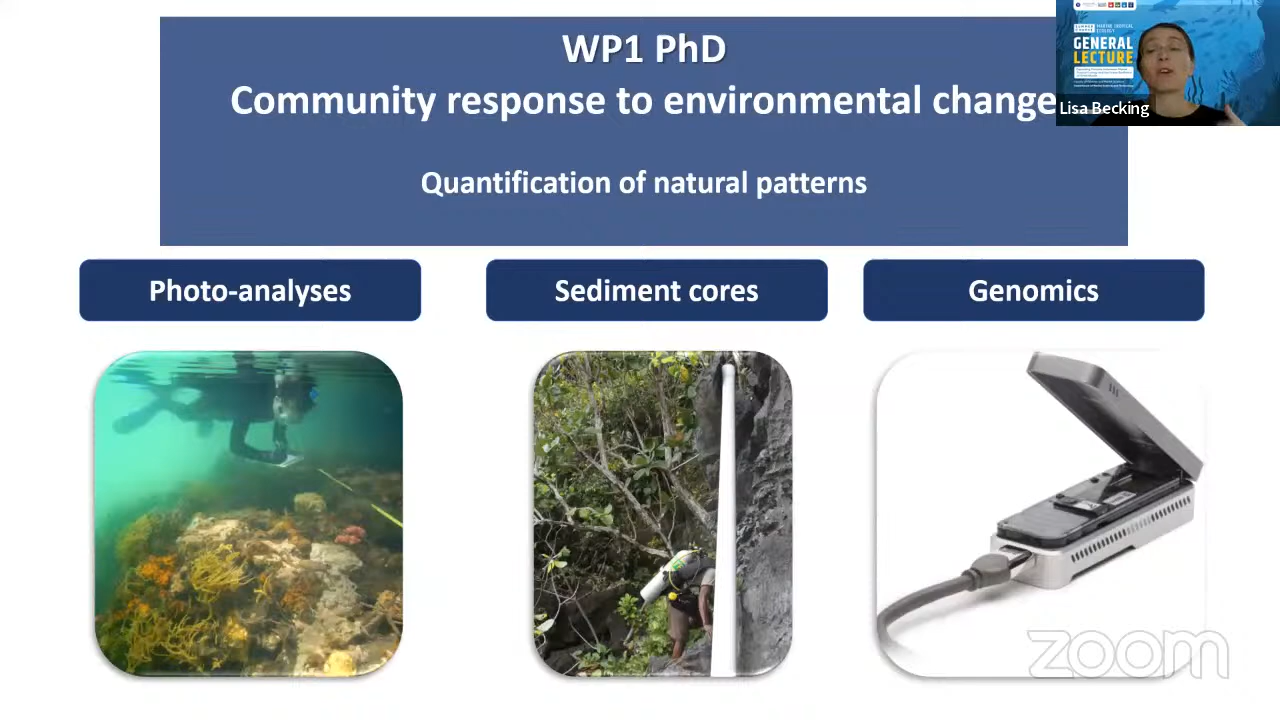 WP1 PhD
Community response to environmental change
Quantification of natural patterns
GENERAL
LECTURE
Lisa Becking
Photo-analyses
Sediment cores
Genomics
zoom